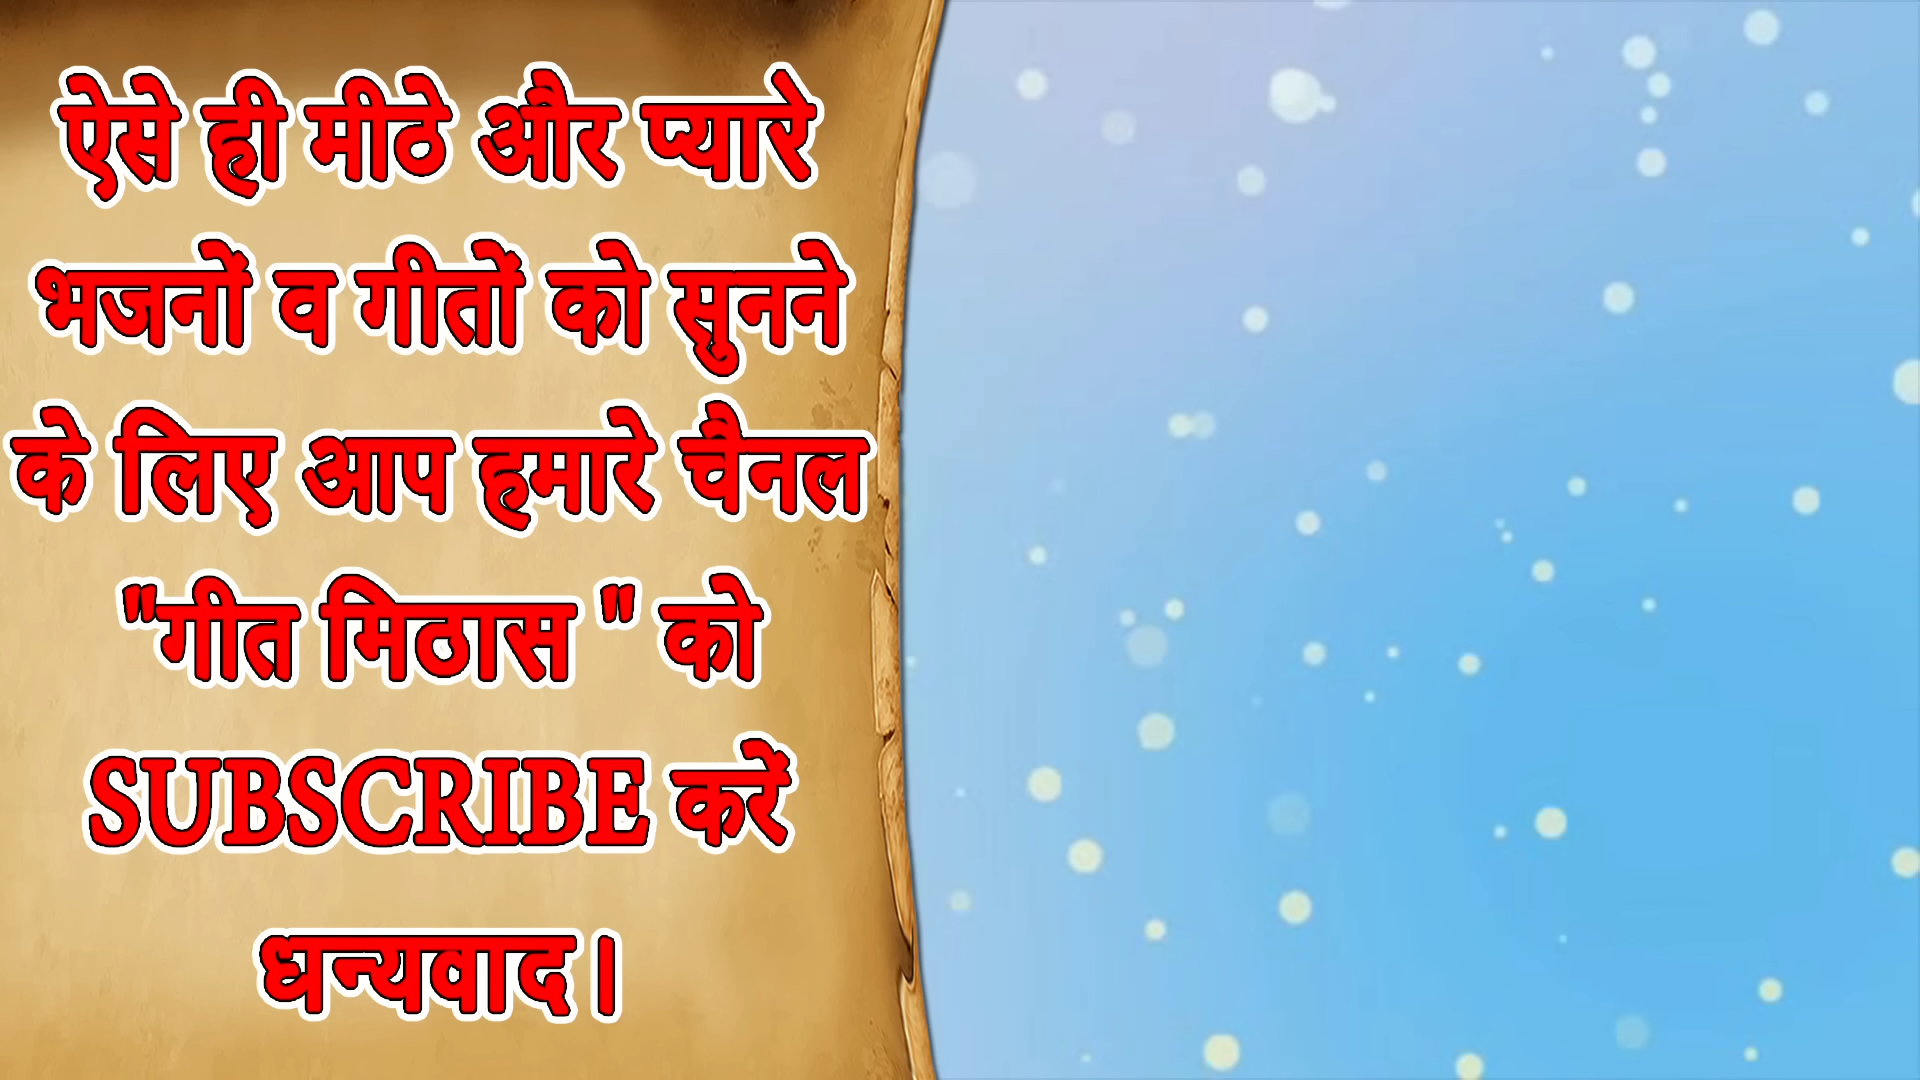 ऐसे ही मीठे और प्यारे
भजनों व गीतों को सुनने
के लिए आप हमारे चैनल
"गीत मिठास " को
SUBSCRIBE करें
धन्यवाद।